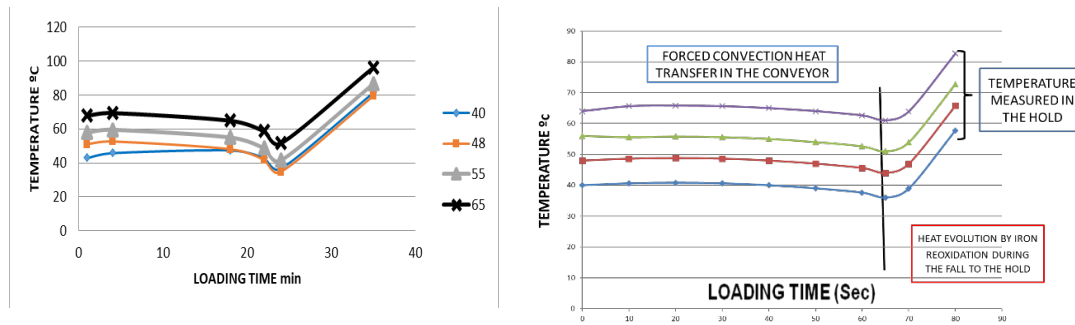 120
100
80
60
40
20
0
TEMPERATURE ºC
0 10 20 30 40
LOADING TIME min
40
48
55
65
90
80
70
60
50
40
30
20
10
0
TEMPERATURE ºc
FORCED CONVECTION HEAT
TRANSFER IN THE CONVEYOR
TEMPERATURE
MEASURED IN
THE HOLD
HEAT EVOLUTION BY IRON
REOXIDATION DURING
THE FALL TO THE HOLD
LOADING TIME (Sec)
0 10 20 30 40 50 60 70 80 90